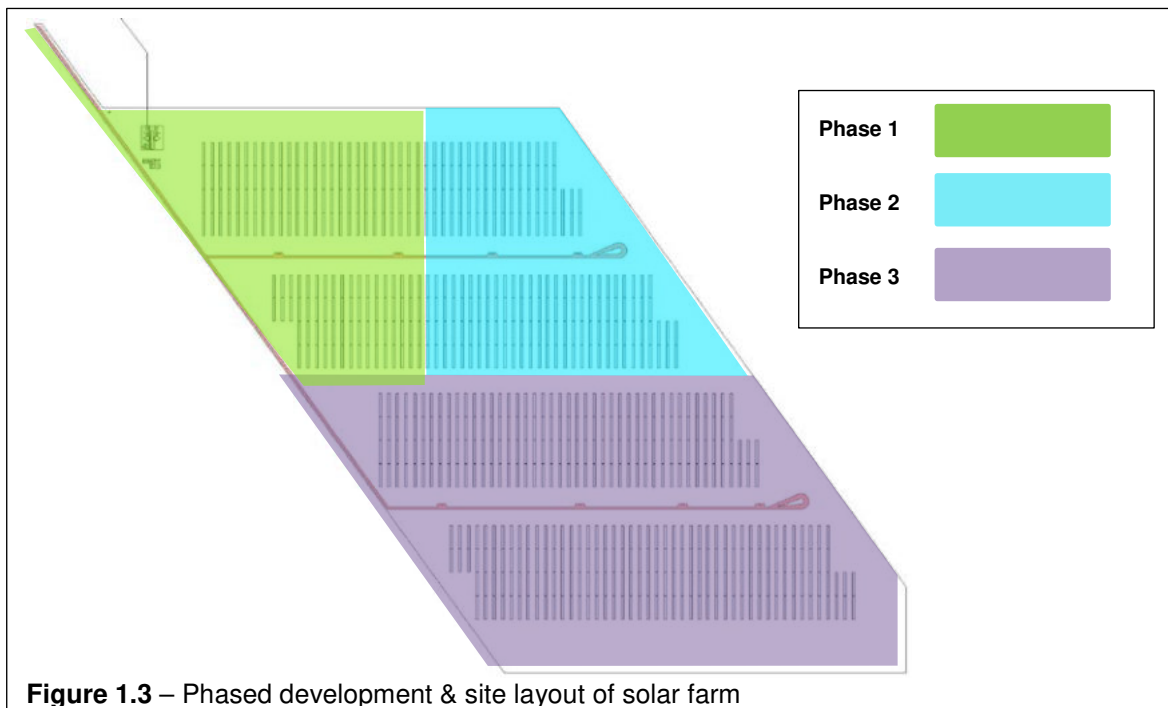 Phase 1
Phase 2
Phase 3
Figure 1.3 – Phased development & site layout of solar farm